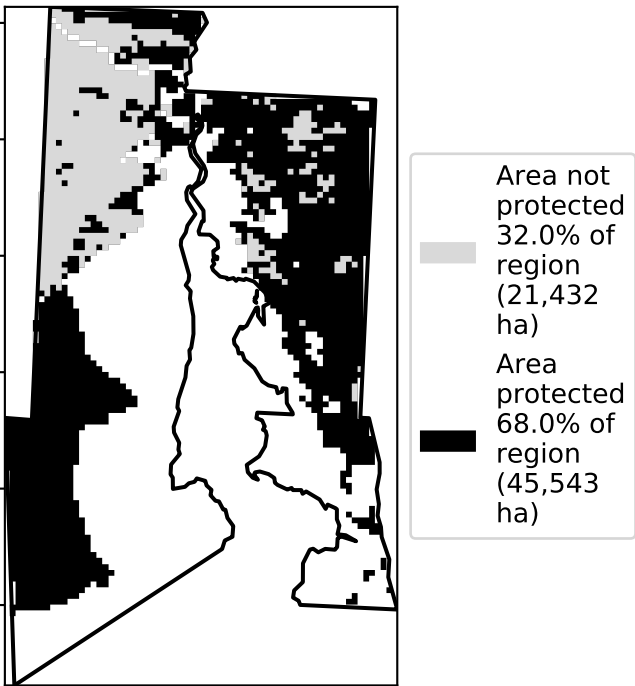 Area not
protected
32.0% of
region
(21,432
ha)
Area
protected
68.0% of
region
(45,543
ha)